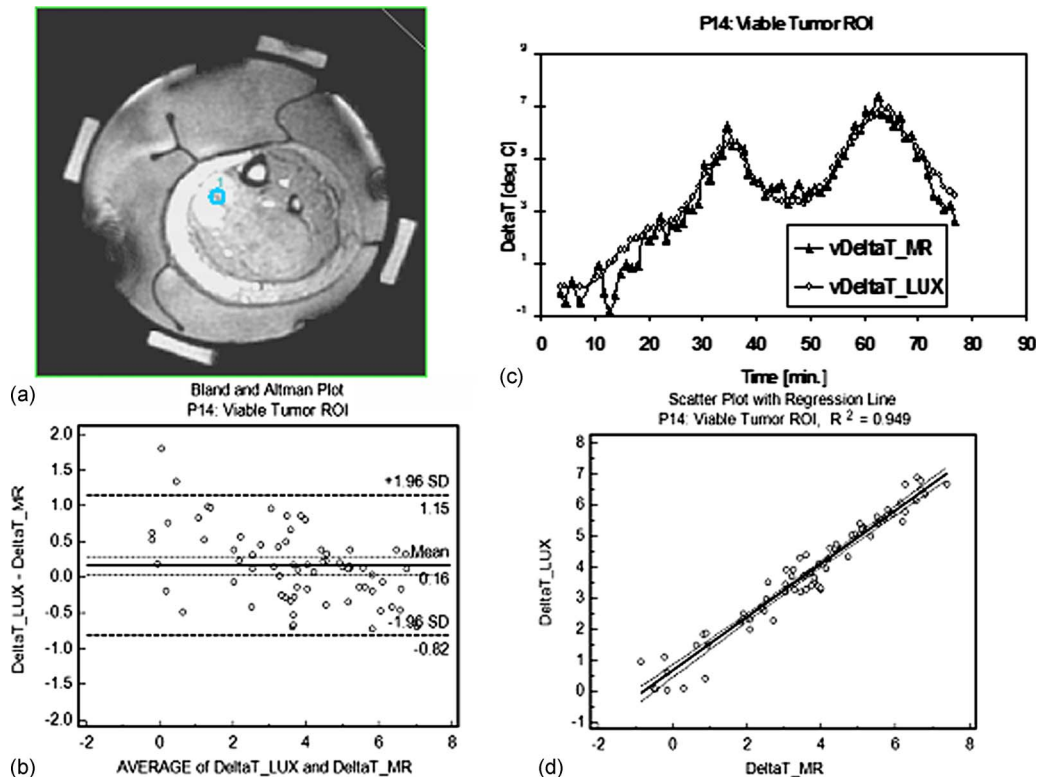 1
(a)
P14: Viable Tumor ROI
9
7
5
3
1
-1
DeltaT [deg C]
vDeltaT_MR
vDeltaT_LUX
0 10 20 30 40 50 60 70 80 90
Time [min.]
(c)
Bland and Altman Plot
P14: Viable Tumor ROI
2.0
1.5
1.0
0.5
0.0
-0.5
-1.0
-1.5
-2.0
DeltaT_LUX - DeltaT_MR
+1.96 SD
1.15
Mean
0.16
-1.96 SD
-0.82
-2 0 2 4 6 8
AVERAGE of DeltaT_LUX and DeltaT_MR
(b)
Scatter Plot with Regression Line
P14: Viable Tumor ROI, R² = 0.949
8
7
6
5
4
3
2
1
0
-1
DeltaT_LUX
-2 0 2 4 6 8
DeltaT_MR
(d)